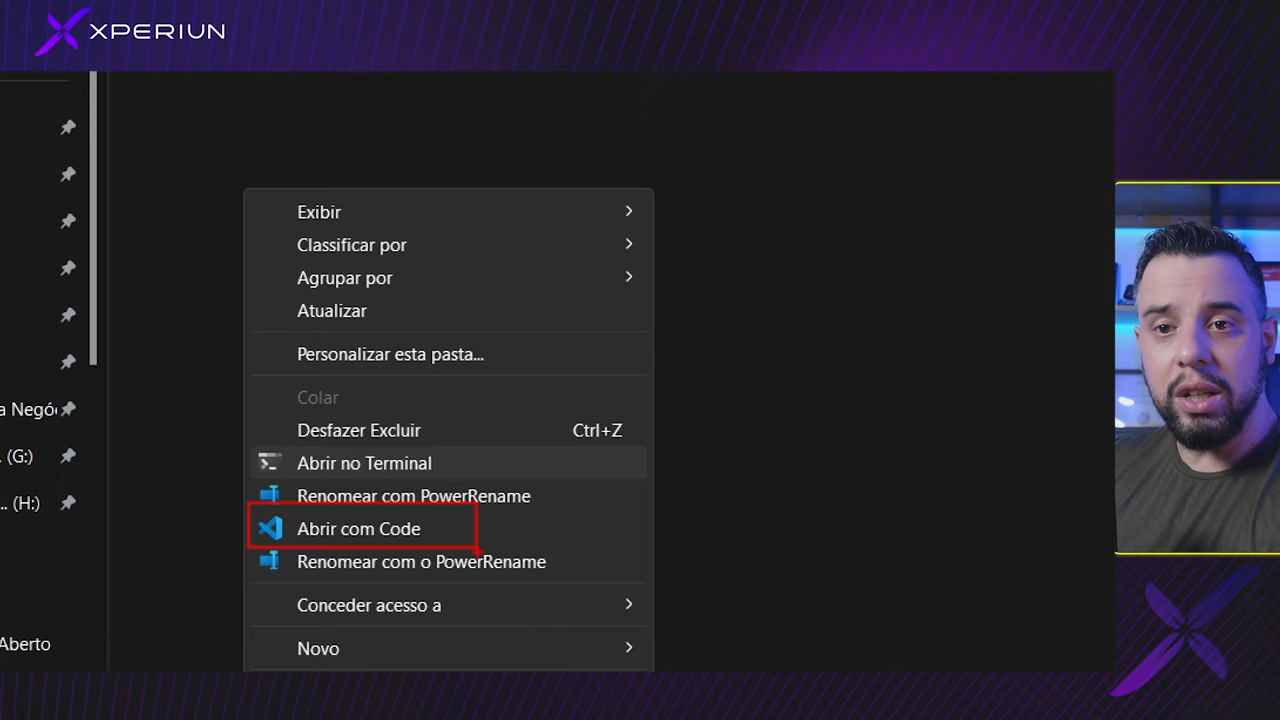 XPERIUN
Exibir
Classificar por
Agrupar por
Atualizar
Personalizar esta pasta...
Colar
Desfazer Excluir Ctrl+Z
Abrir no Terminal
Renomear com PowerRename
Abrir com Code
Renomear com o PowerRename
Conceder acesso a
Novo
a Negó
. (G:)
.. (H:)
Aberto